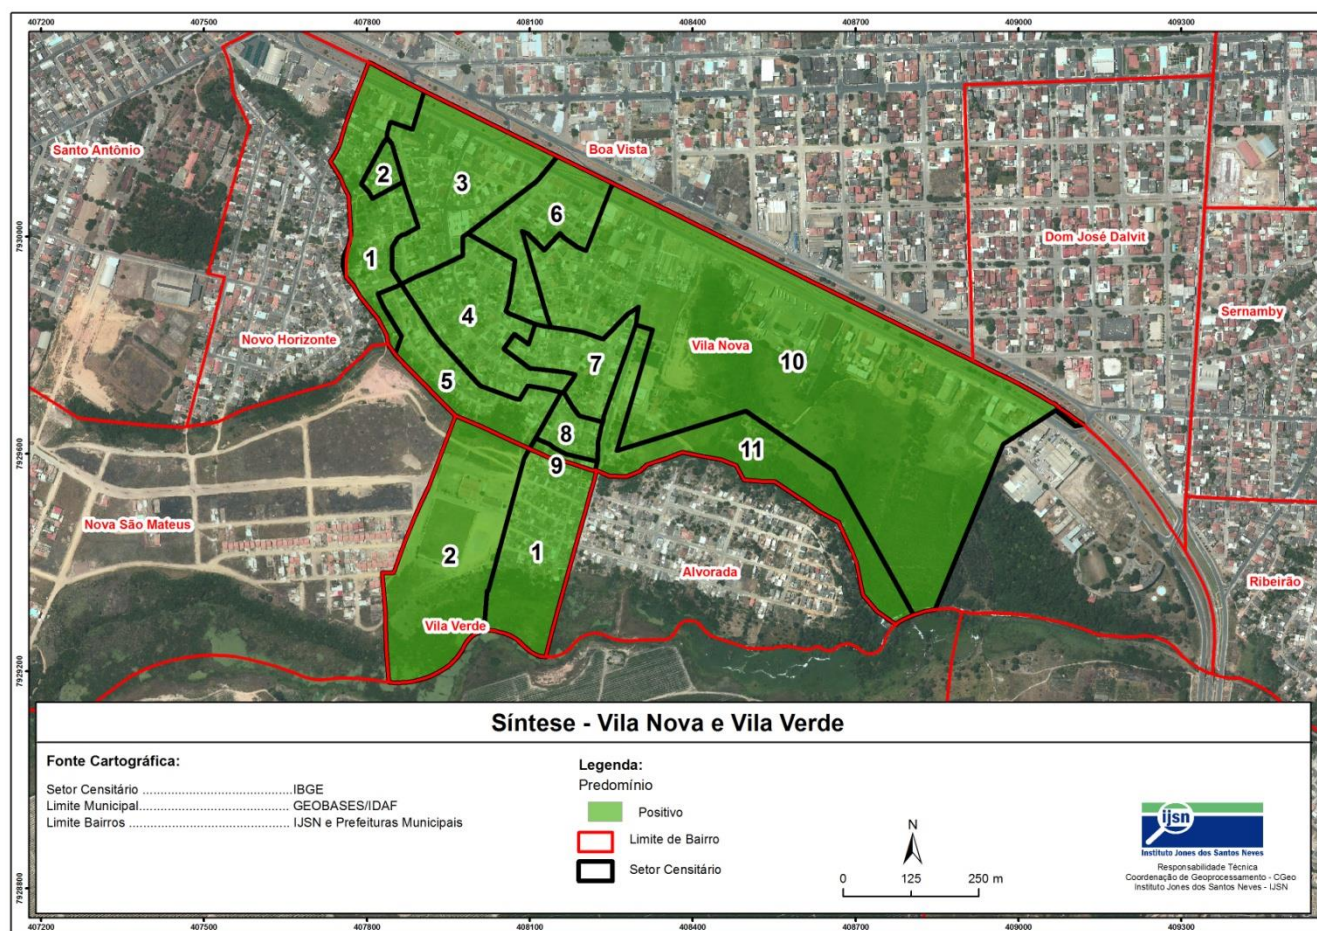 407200 407500 407800 408100 408400 408700 409000 409300
Santo Antônio
Boa Vista
2
3
6
Dom José Dalvit
7930000
1
Novo Horizonte
4
Vila Nova
10
Sernamby
7
5
8
11
7929600
9
Nova São Mateus
2
1
Alvorada
Ribeirão
Vila Verde
7929200
Síntese - Vila Nova e Vila Verde
Fonte Cartográfica:
Setor Censitário ............................................IBGE
Limite Municipal............................................ GEOBASES/IDAF
Limite Bairros .............................................. IJSN e Prefeituras Municipais
Legenda:
Predomínio
Positivo
Limite de Bairro
Setor Censitário
N
0 125 250 m
ijsn
Instituto Jones dos Santos Neves
Responsabilidade Técnica
Coordenação de Geoprocessamento - CGeo
Instituto Jones dos Santos Neves - IJSN
7928800
407200 407500 407800 408100 408400 408700 409000 409300